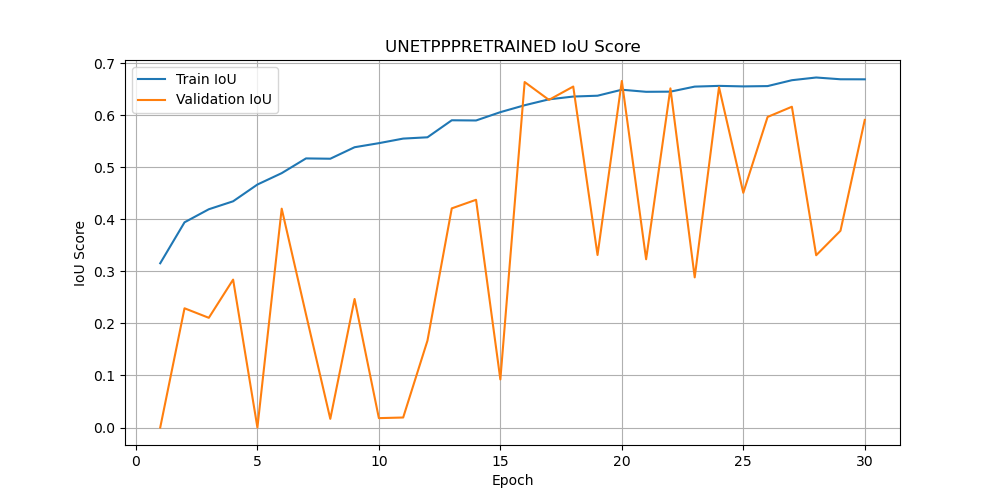 UNETPPPRETRAINED IoU Score
Train IoU
Validation IoU
IoU Score
0.7
0.6
0.5
0.4
0.3
0.2
0.1
0.0
0 5 10 15 20 25 30
Epoch